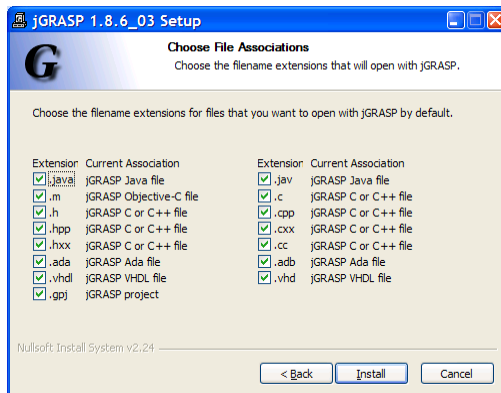 jGRASP 1.8.6_03 Setup
G
Choose File Associations
Choose the filename extensions that will open with jGRASP.
Choose the filename extensions for files that you want to open with jGRASP by default.
Extension Current Association
.java jGRASP Java file
.m jGRASP Objective-C file
.h jGRASP C or C++ file
.hpp jGRASP C or C++ file
.hxx jGRASP C or C++ file
.ada jGRASP Ada file
.vhdl jGRASP VHDL file
.gpj jGRASP project
Extension Current Association
.jav jGRASP Java file
.c jGRASP C or C++ file
.cpp jGRASP C or C++ file
.cxx jGRASP C or C++ file
.cc jGRASP C or C++ file
.adb jGRASP Ada file
.vhd jGRASP VHDL file
Nullsoft Install System v2.24
< Back
Install
Cancel